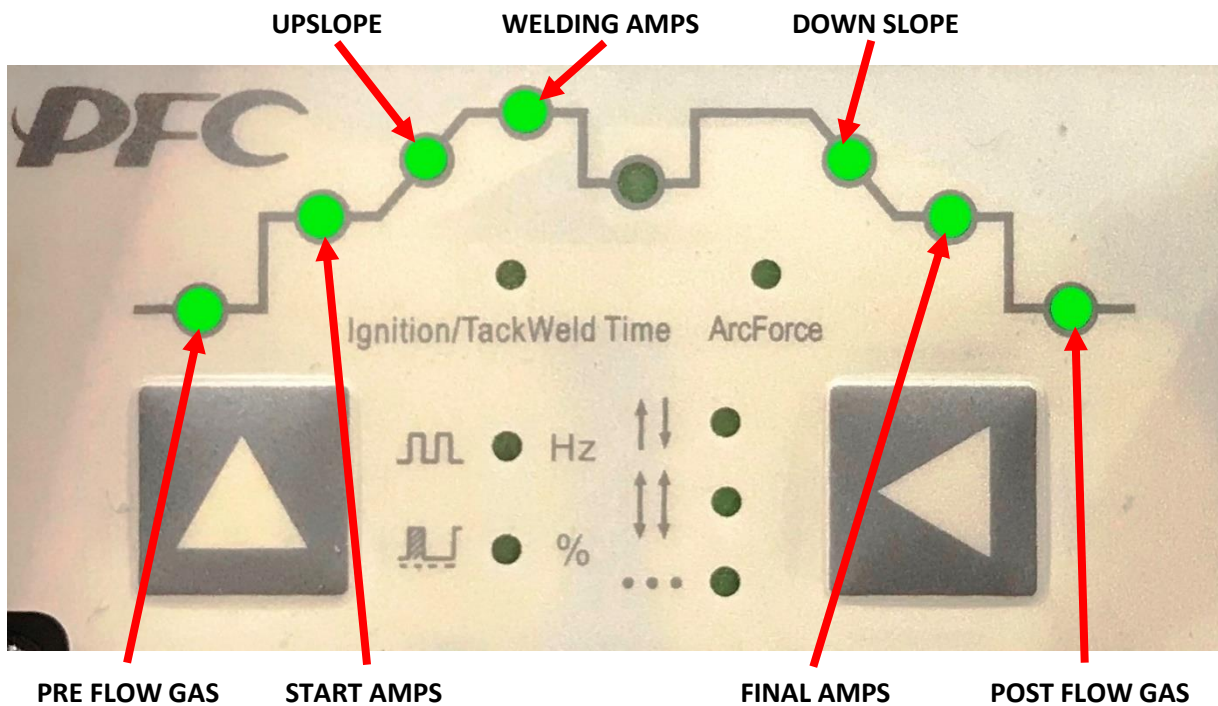 UPSLOPE WELDING AMPS DOWN SLOPE
PFC
Ignition/TackWeld Time ArcForce
Hz
%
PRE FLOW GAS START AMPS FINAL AMPS POST FLOW GAS